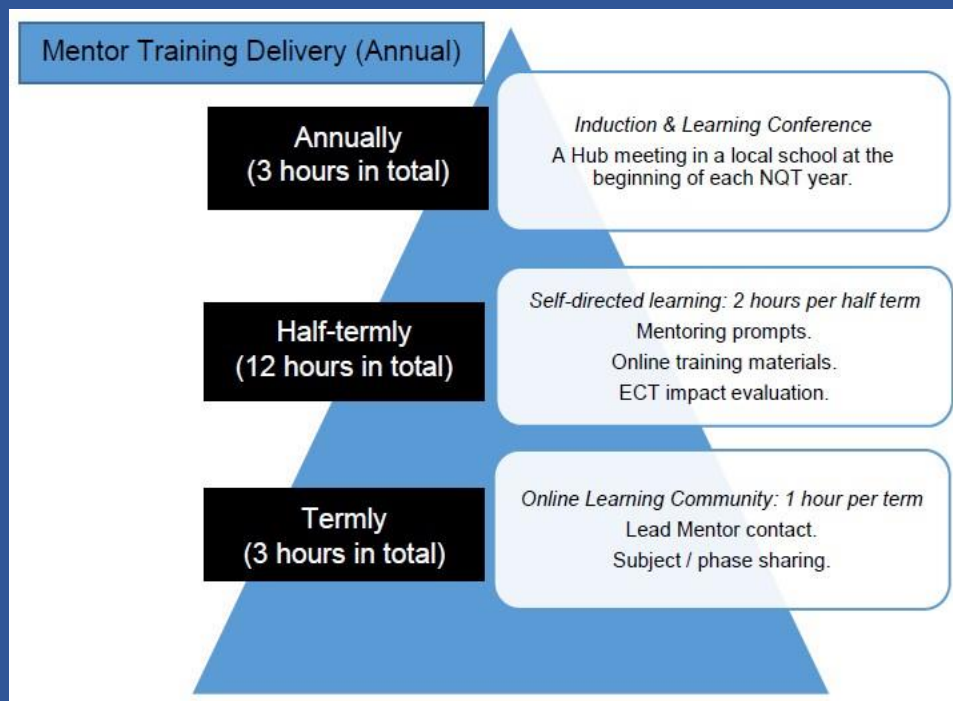 Mentor Training Delivery (Annual)
Annually
(3 hours in total)
Induction & Learning Conference
A Hub meeting in a local school at the
beginning of each NQT year.
Half-termly
(12 hours in total)
Self-directed learning: 2 hours per half term
Mentoring prompts.
Online training materials.
ECT impact evaluation.
Termly
(3 hours in total)
Online Learning Community: 1 hour per term
Lead Mentor contact.
Subject / phase sharing.